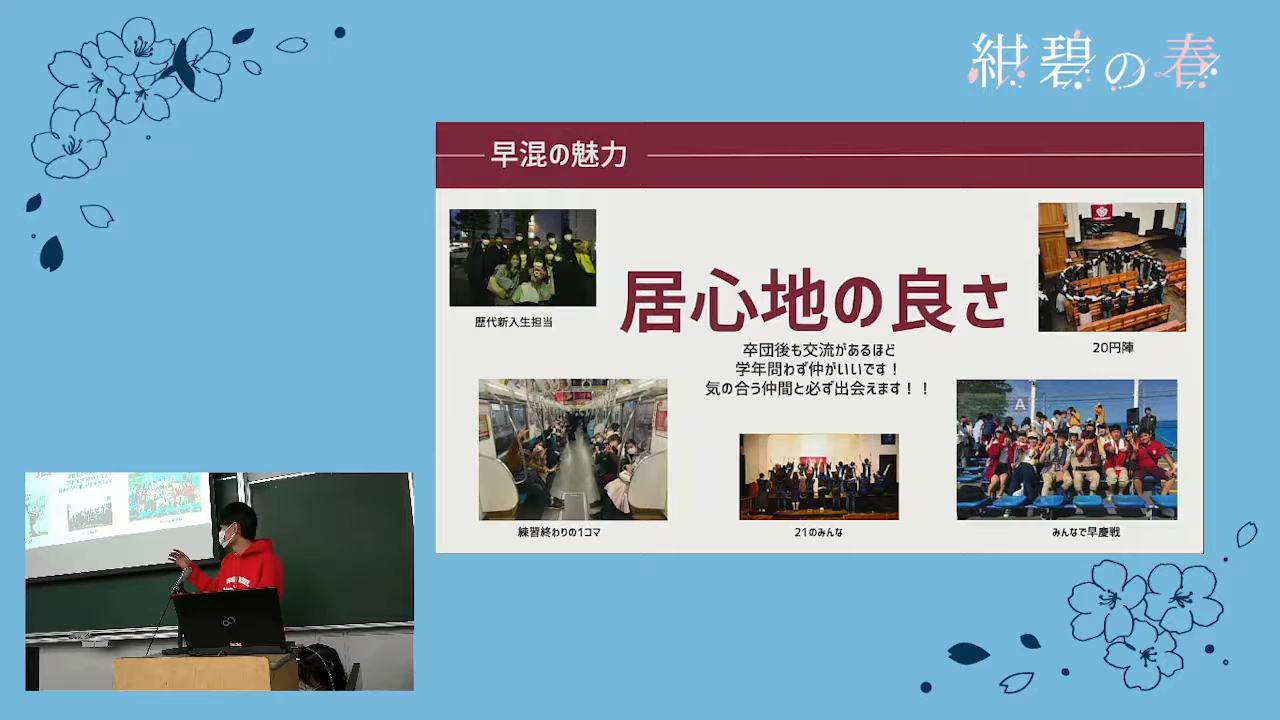 紺碧の春
早混の魅力
居心地の良さ
卒団後も交流があるほど
学年問わず仲がいいです!
気の合う仲間と必ず出会えます!!
歴代新入生担当
20円陣
練習終わりの1コマ
21のみんな
A
みんなで早慶戦